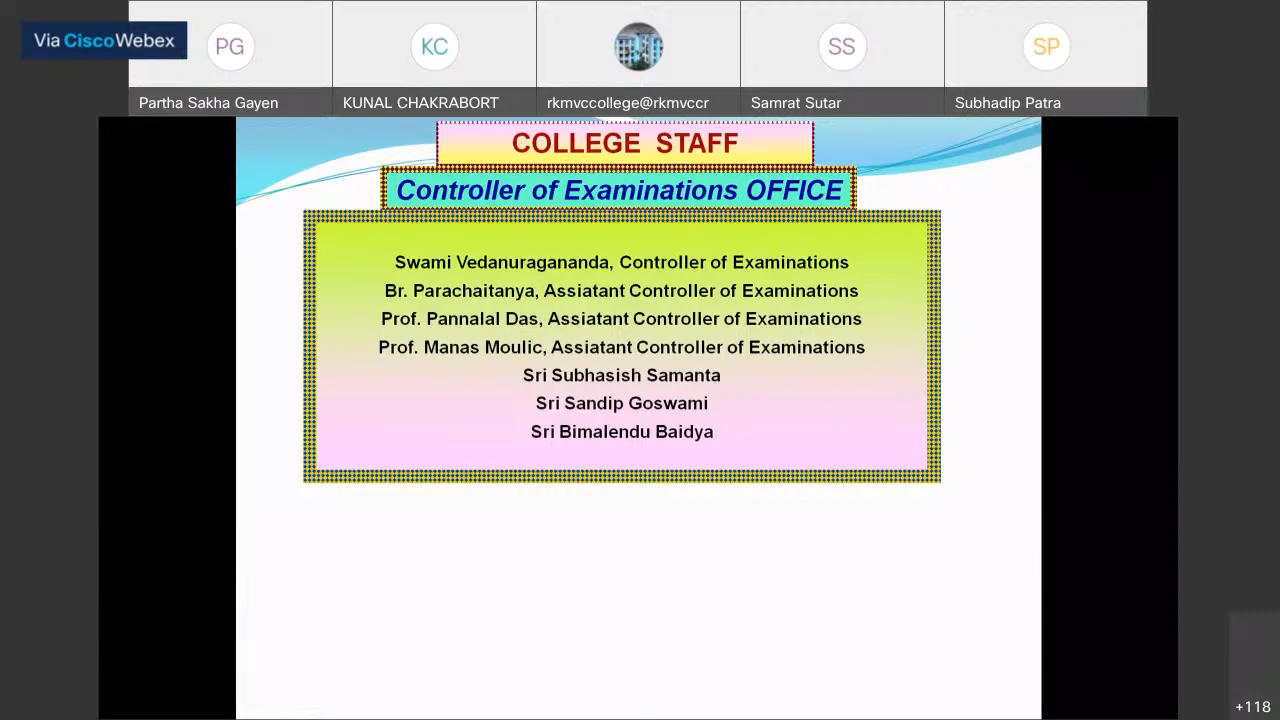 Via CiscoWebex
PG
KC
SS
SP
Partha Sakha Gayen
KUNAL CHAKRABORT
rkmvccollege@rkmvccr
Samrat Sutar
Subhadip Patra
COLLEGE STAFF
Controller of Examinations OFFICE
Swami Vedanuragananda, Controller of Examinations
Br. Parachaitanya, Assiatant Controller of Examinations
Prof. Pannalal Das, Assiatant Controller of Examinations
Prof. Manas Moulic, Assiatant Controller of Examinations
Sri Subhasish Samanta
Sri Sandip Goswami
Sri Bimalendu Baidya
+118